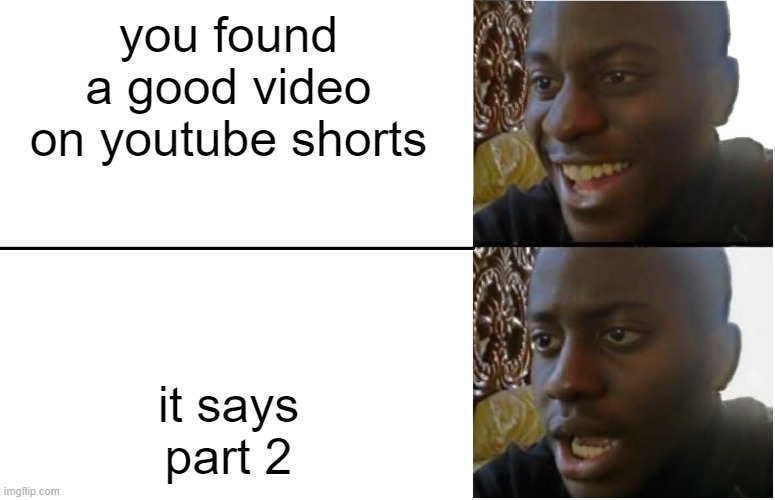 you found
a good video
on youtube shorts
it says
part 2
imgflip.com